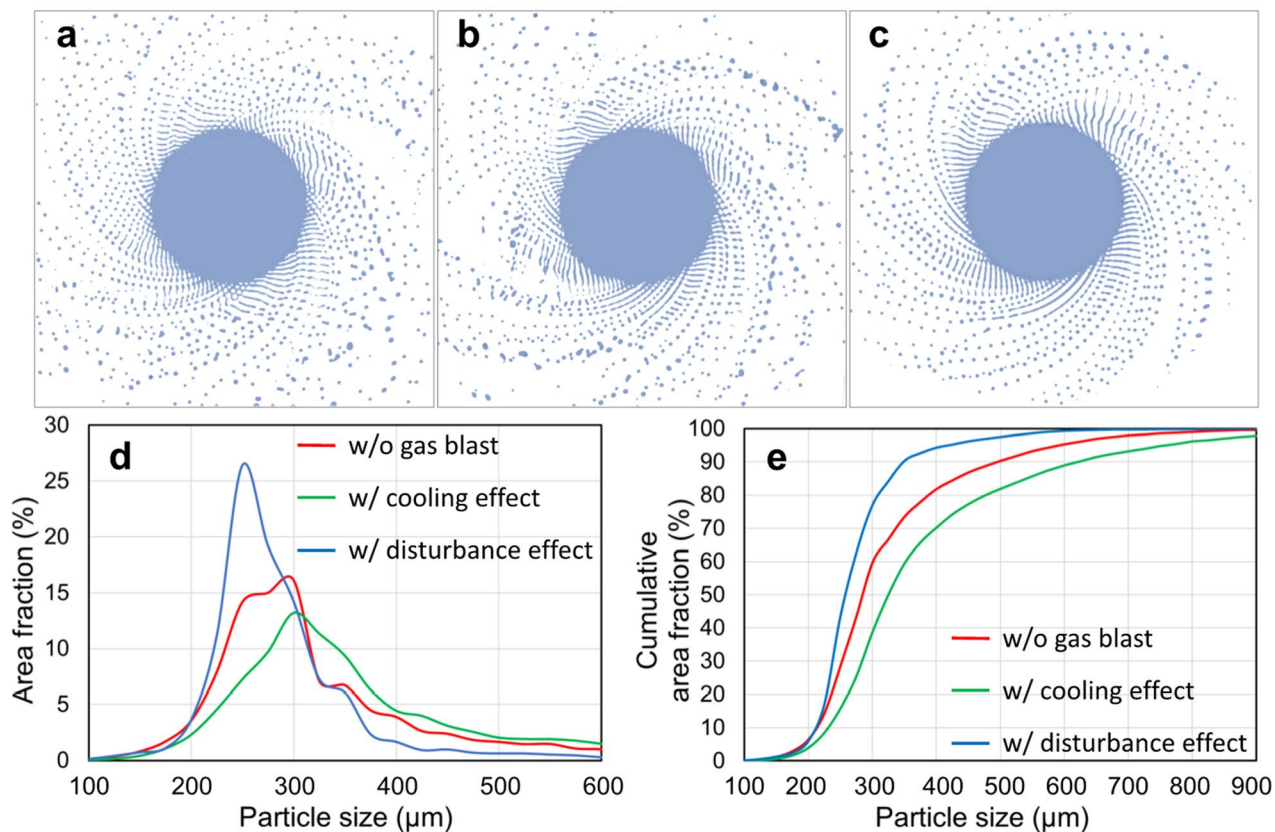 a
b
c
d
30
25
20
15
10
5
0
Area fraction (%)
w/o gas blast
w/ cooling effect
w/ disturbance effect
100 200 300 400 500 600
Particle size (μm)
e
100
90
80
70
60
50
40
30
20
10
0
Cumulative
area fraction (%)
w/o gas blast
w/ cooling effect
w/ disturbance effect
100 200 300 400 500 600 700 800 900
Particle size (μm)